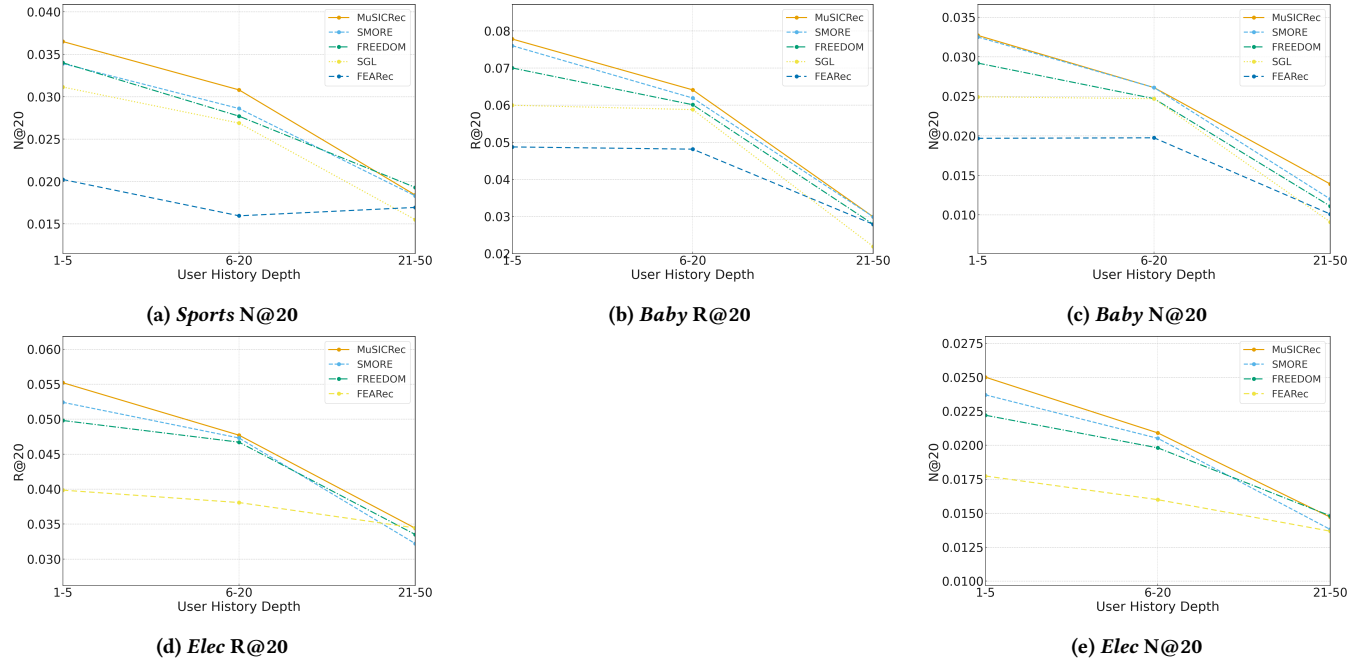 0.040
0.035
0.030
0.025
0.020
0.015
N@20
1-5
6-20
21-50
User History Depth
MuSICRec
SMORE
FREEDOM
SGL
FEARec
(a) Sports N@20
0.08
0.07
0.06
0.05
0.04
0.03
0.02
R@20
1-5
6-20
21-50
User History Depth
MuSICRec
SMORE
FREEDOM
SGL
FEARec
(b) Baby R@20
0.035
0.030
0.025
0.020
0.015
0.010
N@20
1-5
6-20
21-50
User History Depth
MuSICRec
SMORE
FREEDOM
SGL
FEARec
(c) Baby N@20
0.060
0.055
0.050
0.045
0.040
0.035
0.030
R@20
1-5
6-20
21-50
User History Depth
MuSICRec
SMORE
FREEDOM
FEARec
(d) Elec R@20
0.0275
0.0250
0.0225
0.0200
0.0175
0.0150
0.0125
0.0100
N@20
1-5
6-20
21-50
User History Depth
MuSICRec
SMORE
FREEDOM
FEARec
(e) Elec N@20